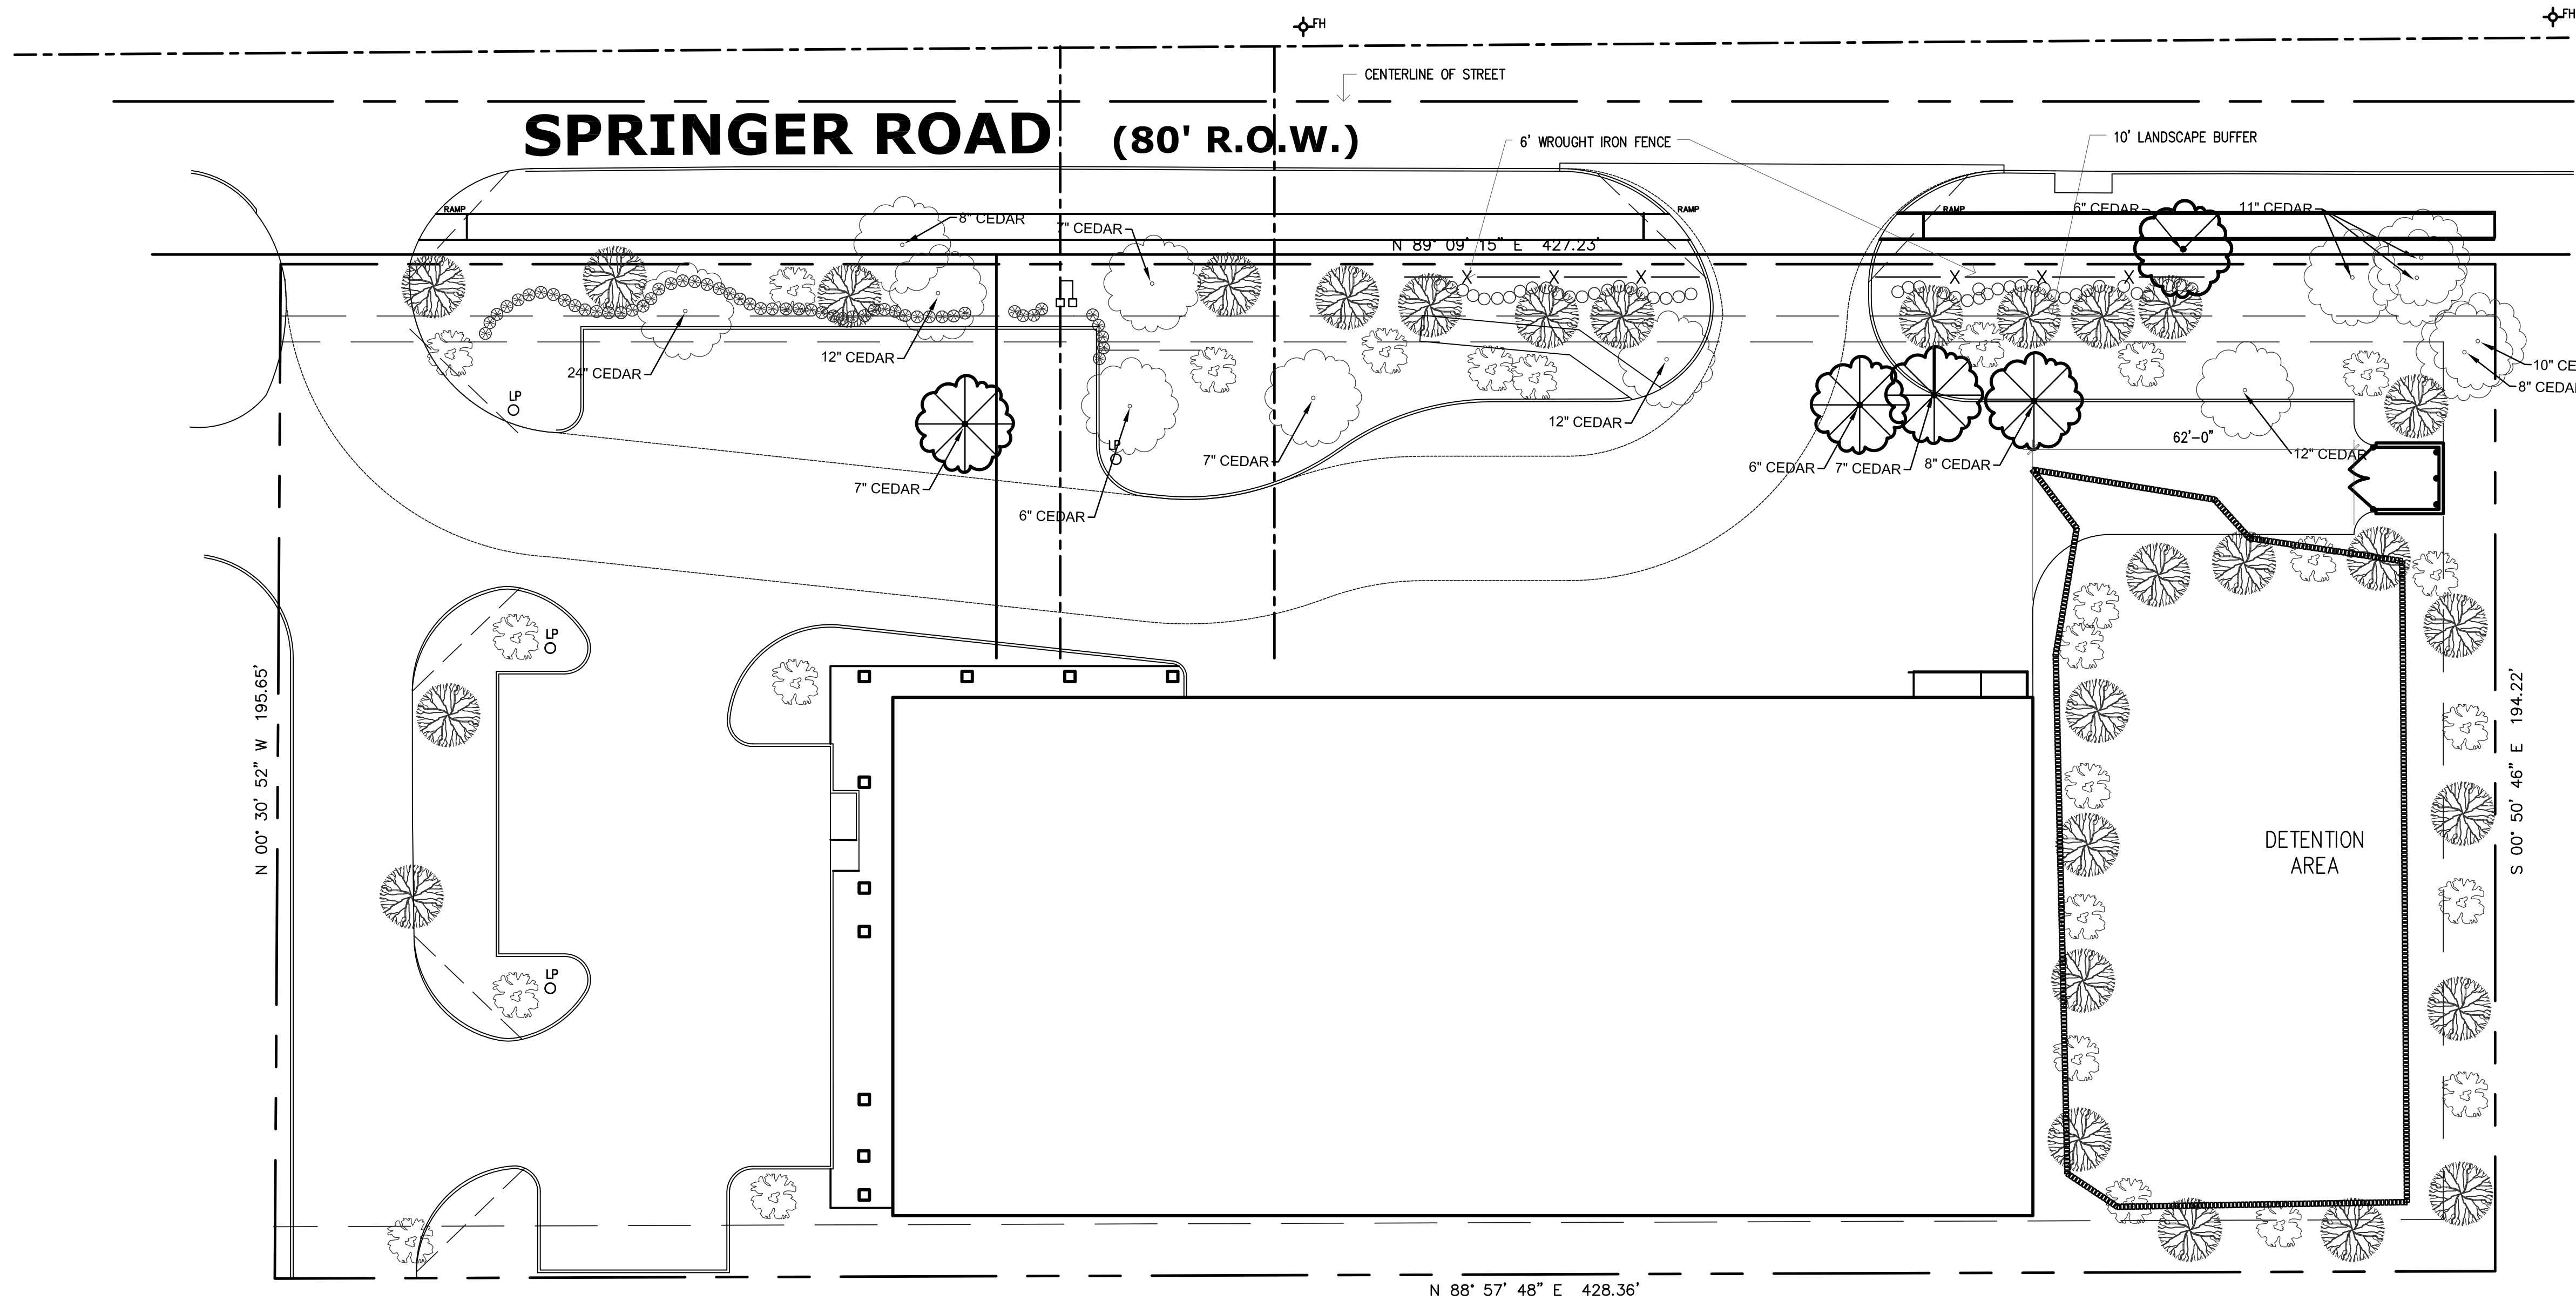 FH
FH
CENTERLINE OF STREET
SPRINGER ROAD (80' R.O.W.)
6' WROUGHT IRON FENCE
10' LANDSCAPE BUFFER
RAMP
8" CEDAR
7" CEDAR
RAMP
RAMP
6" CEDAR
11" CEDAR
N 89° 09' 15" E 427.23'
X X X X X X
12" CEDAR
24" CEDAR
10" CE
8" CEDA
LP
12" CEDAR
62'-0"
LP
7" CEDAR
12" CEDAR
6" CEDAR
7" CEDAR
8" CEDAR
7" CEDAR
6" CEDAR
LP
N 00° 30' 52" W 195.65'
S 00° 50' 46" E 194.22'
DETENTION
AREA
LP
N 88° 57' 48" E 428.36'